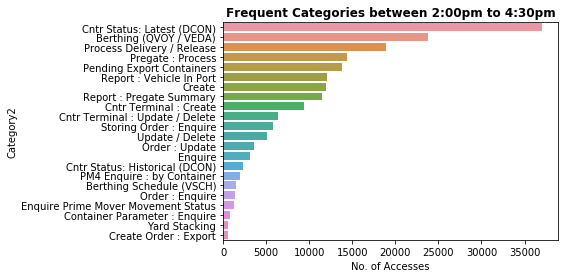 Frequent Categories between 2:00pm to 4:30pm
Category2
Cntr Status: Latest (DCON)
Berthing (QVOY / VEDA)
Process Delivery / Release
Pregate : Process
Pending Export Containers
Report : Vehicle In Port
Create
Report : Pregate Summary
Cntr Terminal : Create
Cntr Terminal : Update / Delete
Storing Order : Enquire
Update / Delete
Order : Update
Enquire
Cntr Status: Historical (DCON)
PM4 Enquire : by Container
Berthing Schedule (VSCH)
Order : Enquire
Enquire Prime Mover Movement Status
Container Parameter : Enquire
Yard Stacking
Create Order : Export
0 5000 10000 15000 20000 25000 30000 35000
No. of Accesses